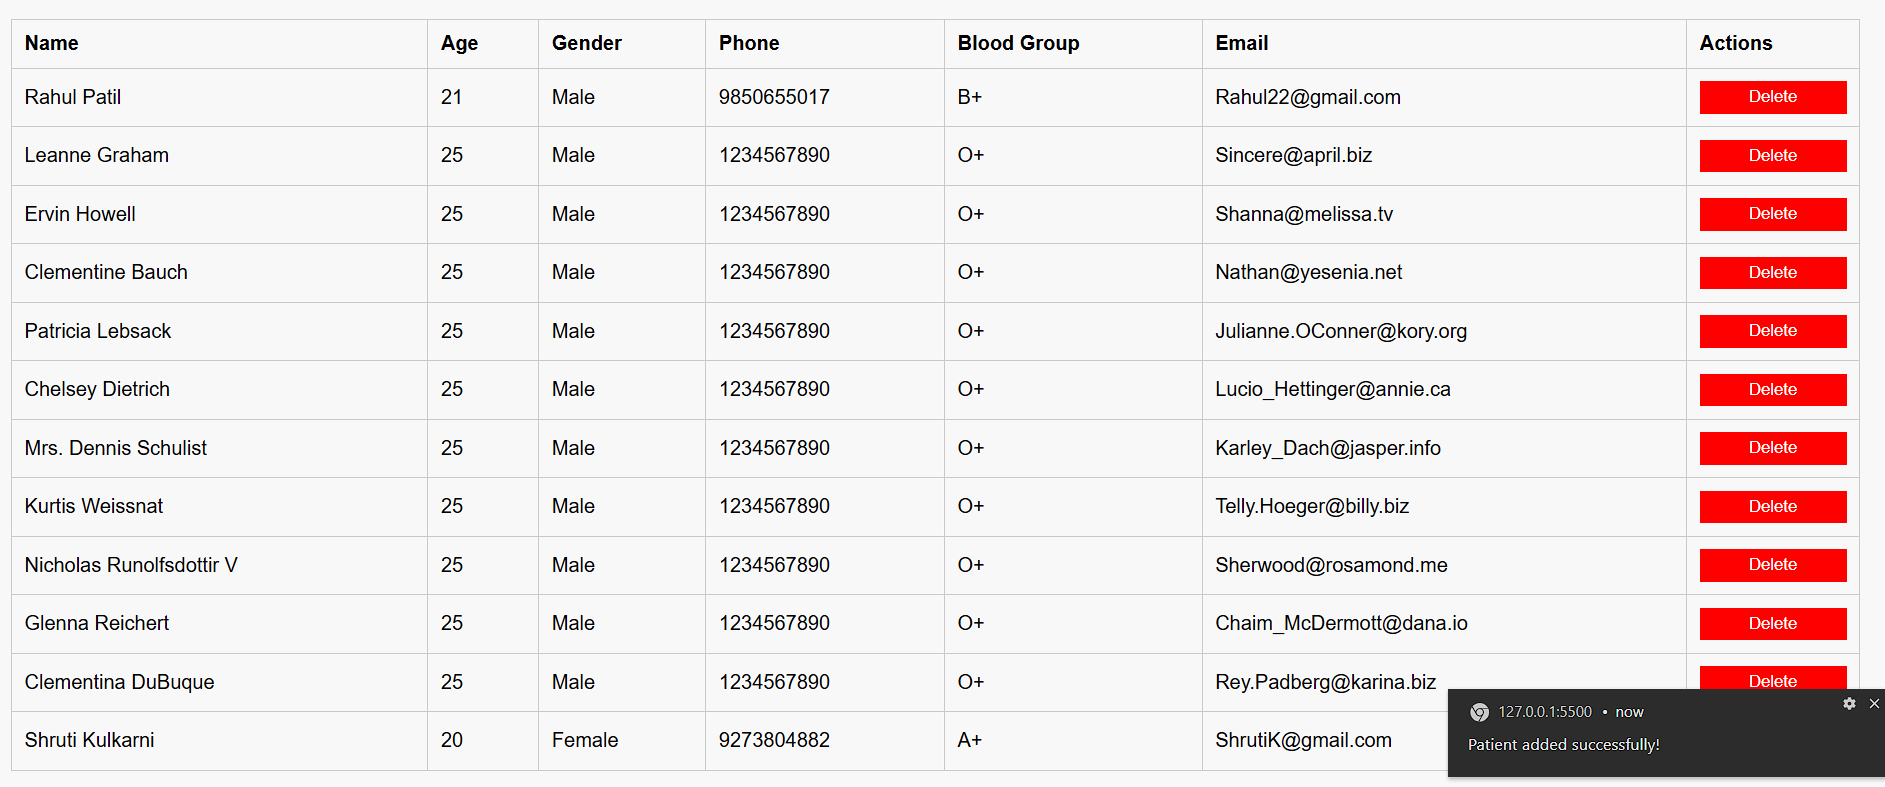 Name Age Gender Phone Blood Group Email Actions
Rahul Patil 21 Male 9850655017 B+ Rahul22@gmail.com Delete
Leanne Graham 25 Male 1234567890 O+ Sincere@april.biz Delete
Ervin Howell 25 Male 1234567890 O+ Shanna@melissa.tv Delete
Clementine Bauch 25 Male 1234567890 O+ Nathan@yesenia.net Delete
Patricia Lebsack 25 Male 1234567890 O+ Julianne.OConner@kory.org Delete
Chelsey Dietrich 25 Male 1234567890 O+ Lucio_Hettinger@annie.ca Delete
Mrs. Dennis Schulist 25 Male 1234567890 O+ Karley_Dach@jasper.info Delete
Kurtis Weissnat 25 Male 1234567890 O+ Telly.Hoeger@billy.biz Delete
Nicholas Runolfsdottir V 25 Male 1234567890 O+ Sherwood@rosamond.me Delete
Glenna Reichert 25 Male 1234567890 O+ Chaim_McDermott@dana.io Delete
Clementina DuBuque 25 Male 1234567890 O+ Rey.Padberg@karina.biz Delete
Shruti Kulkarni 20 Female 9273804882 A+ ShrutiK@gmail.com
127.0.0.1:5500 • now
Patient added successfully!